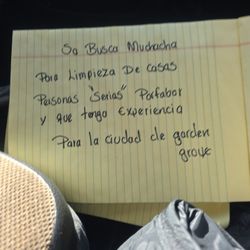 Se Busca Muchacha
Para Limpieza De Casas
Personas "Serias" Porfabor
y que tenga Experiencia
Para la ciudad de garden
grove